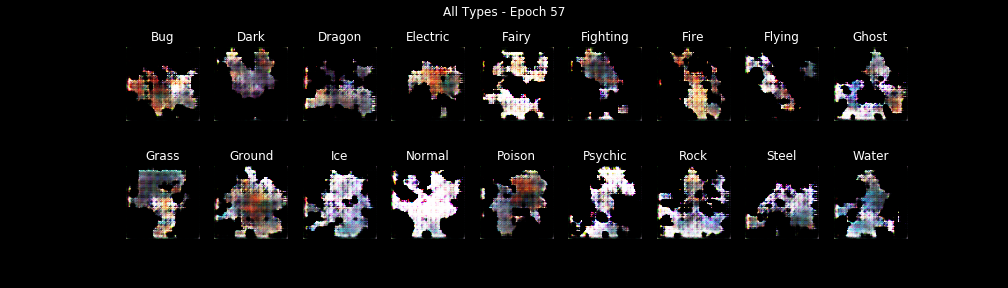 All Types - Epoch 57
Bug Dark Dragon Electric Fairy Fighting Fire Flying Ghost
Grass Ground Ice Normal Poison Psychic Rock Steel Water